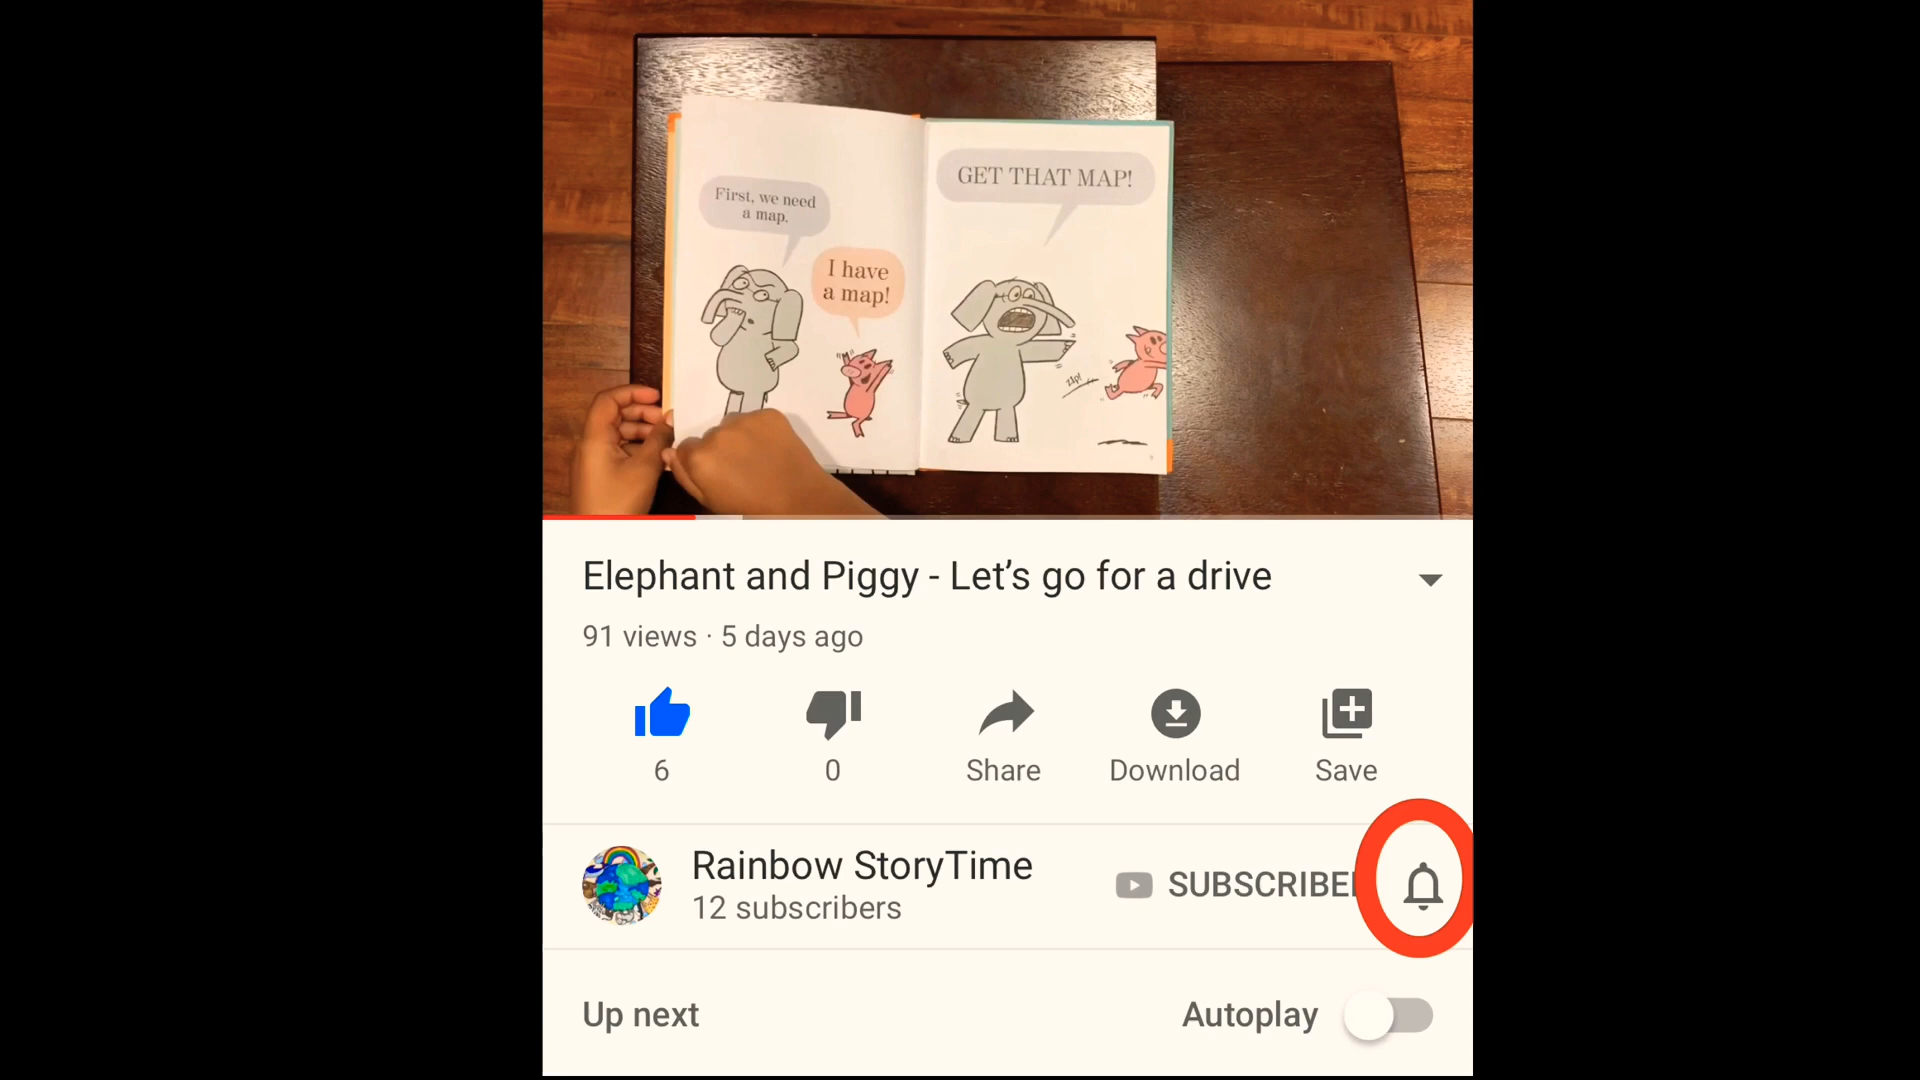 First, we need
a map.
I have
a map!
GET THAT MAP!
zip!
Elephant and Piggy - Let's go for a drive
91 views · 5 days ago
6
0
Share
Download
Save
Rainbow StoryTime
12 subscribers
SUBSCRIBE
Up next
Autoplay